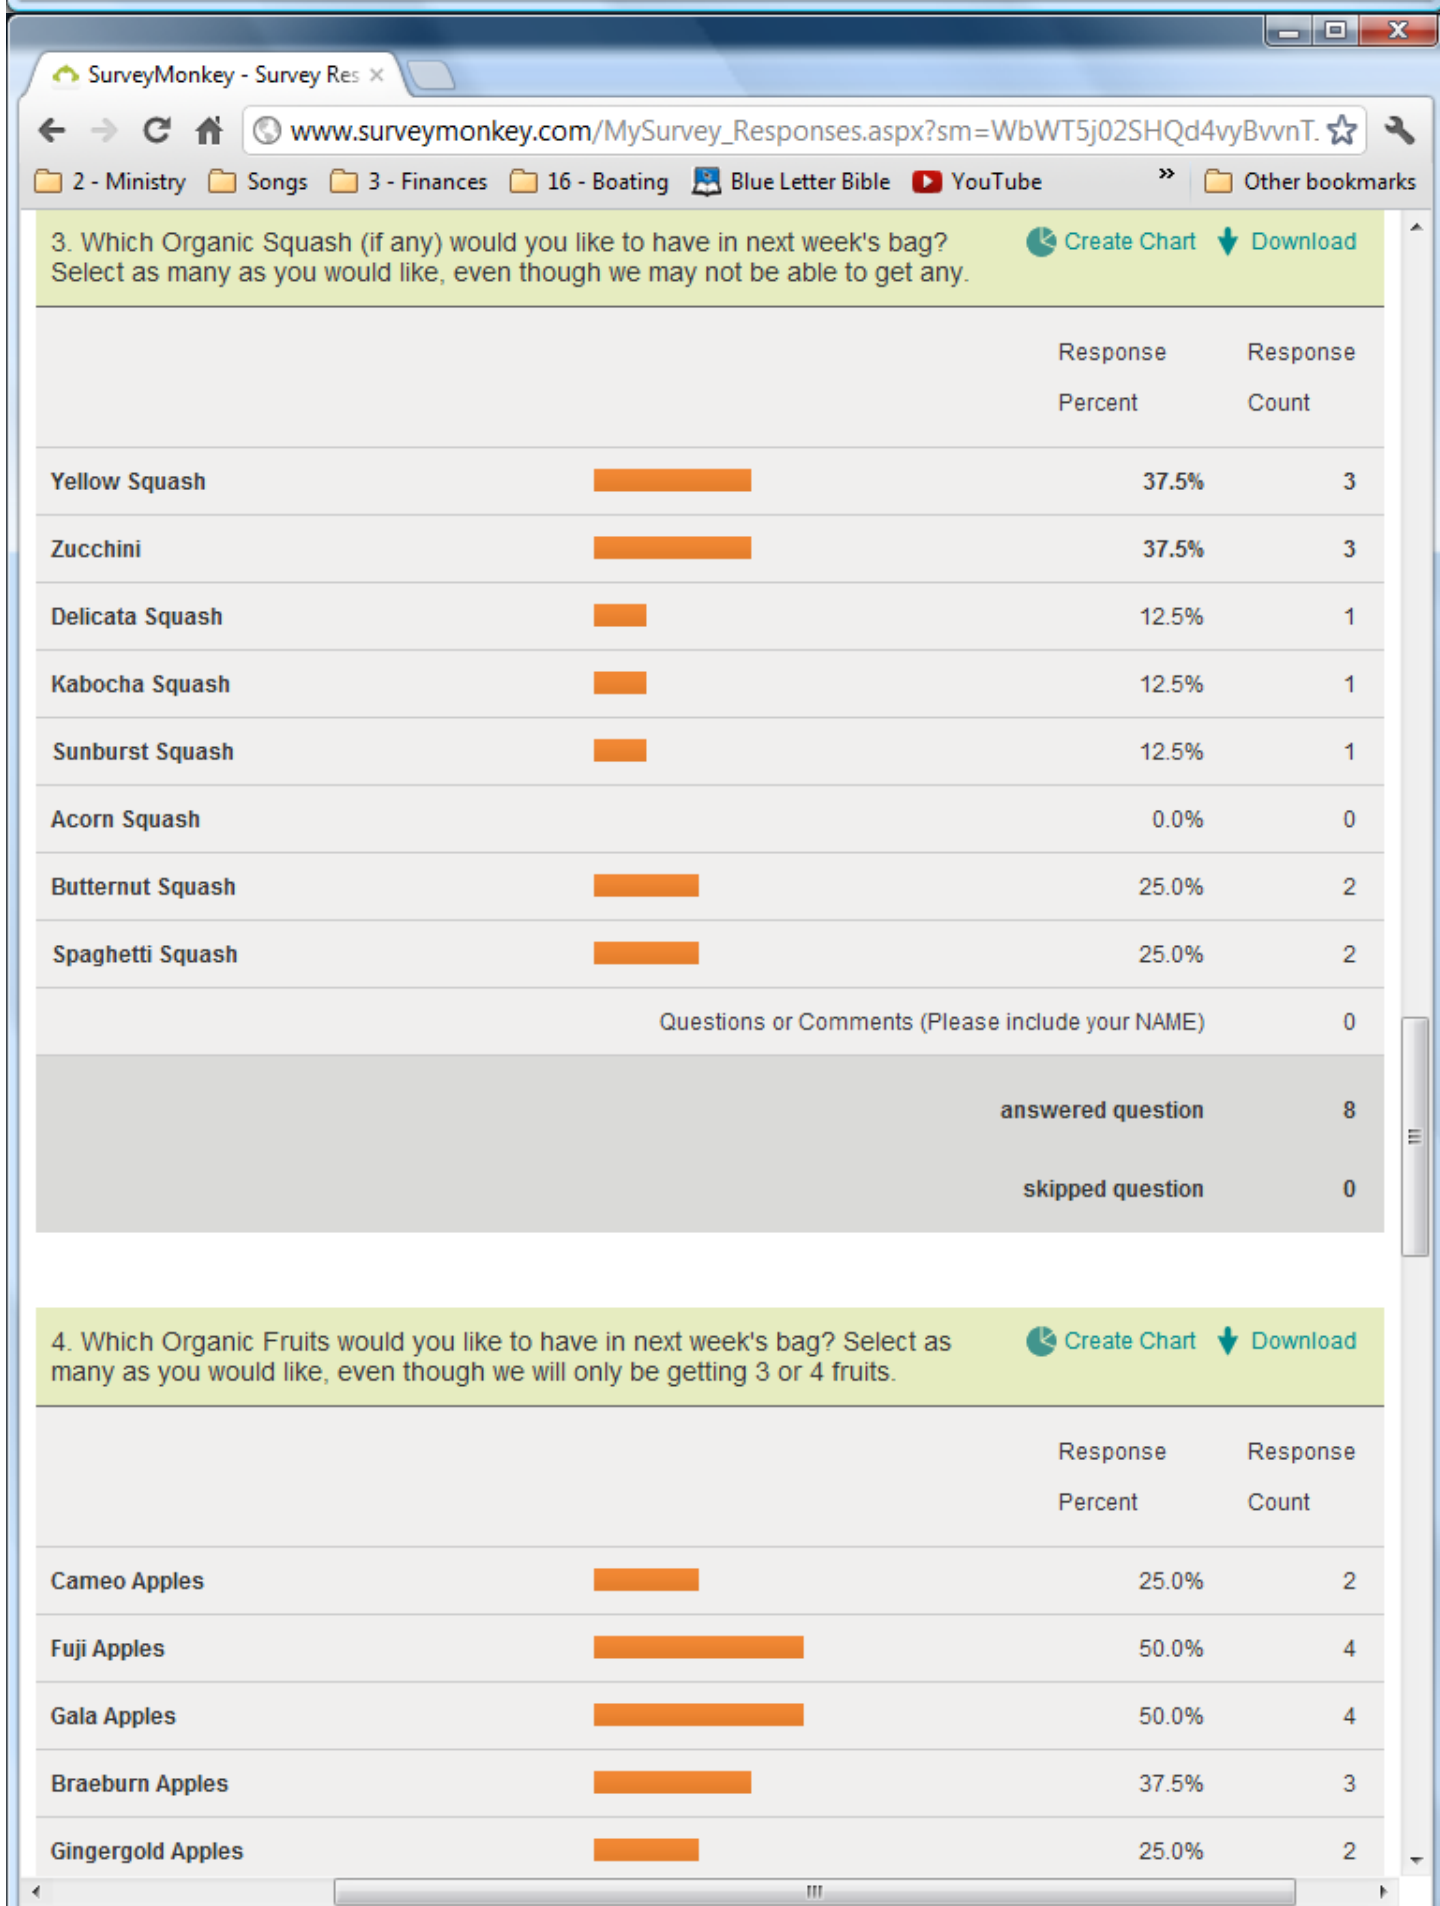 SurveyMonkey - Survey Res
www.surveymonkey.com/MySurvey_Responses.aspx?sm=WbWT5j02SHQd4vyBvvnT.
2 - Ministry Songs 3 - Finances 16 - Boating Blue Letter Bible YouTube » Other bookmarks
3. Which Organic Squash (if any) would you like to have in next week's bag? Create Chart Download
Select as many as you would like, even though we may not be able to get any.
Response Response
Percent Count
Yellow Squash 37.5% 3
Zucchini 37.5% 3
Delicata Squash 12.5% 1
Kabocha Squash 12.5% 1
Sunburst Squash 12.5% 1
Acorn Squash 0.0% 0
Butternut Squash 25.0% 2
Spaghetti Squash 25.0% 2
Questions or Comments (Please include your NAME) 0
answered question 8
skipped question 0
4. Which Organic Fruits would you like to have in next week's bag? Select as Create Chart Download
many as you would like, even though we will only be getting 3 or 4 fruits.
Response Response
Percent Count
Cameo Apples 25.0% 2
Fuji Apples 50.0% 4
Gala Apples 50.0% 4
Braeburn Apples 37.5% 3
Gingergold Apples 25.0% 2